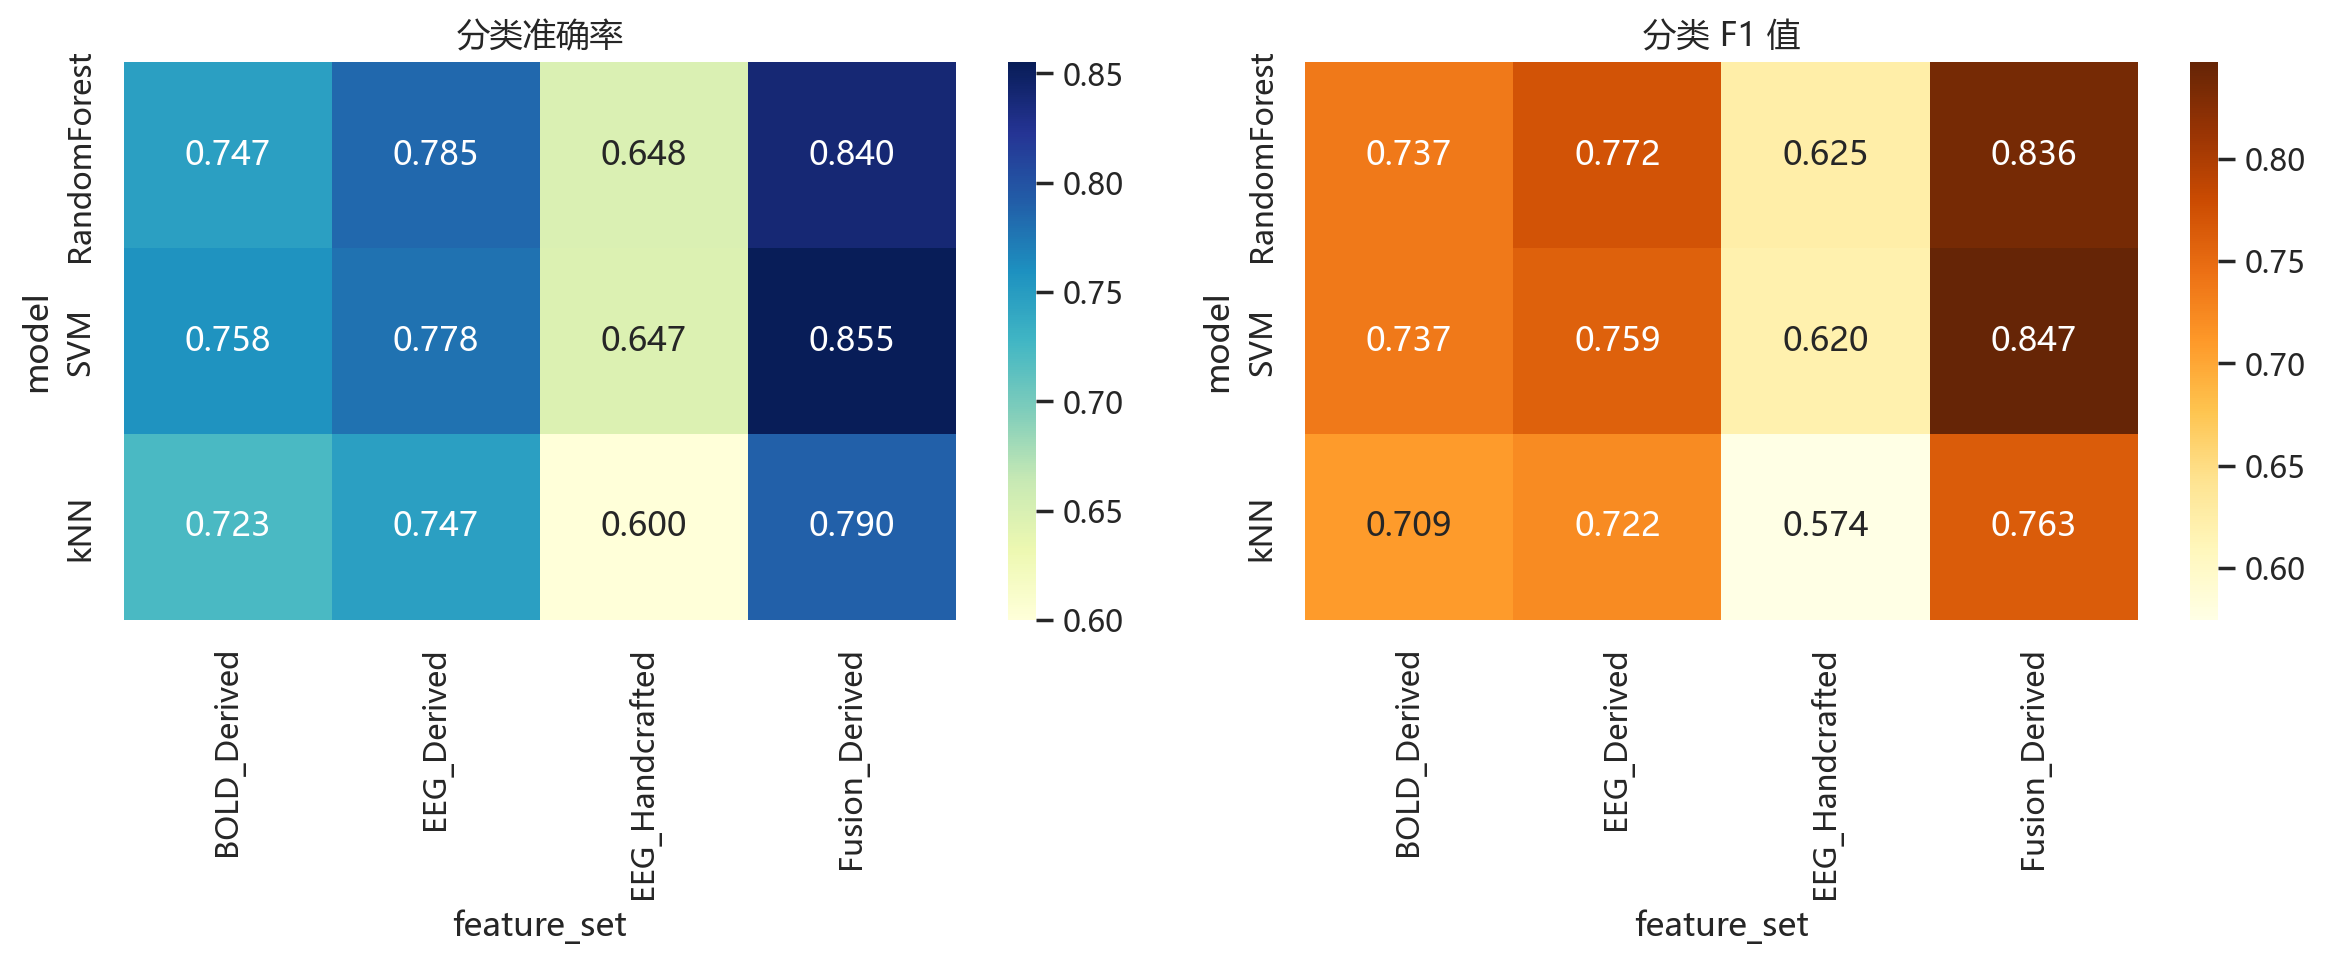 分类准确率
model
RandomForest
SVM
kNN
0.747 0.785 0.648 0.840
0.758 0.778 0.647 0.855
0.723 0.747 0.600 0.790
BOLD_Derived
EEG_Derived
EEG_Handcrafted
Fusion_Derived
feature_set
0.85
0.80
0.75
0.70
0.65
0.60
分类 F1 值
model
RandomForest
SVM
kNN
0.737 0.772 0.625 0.836
0.737 0.759 0.620 0.847
0.709 0.722 0.574 0.763
BOLD_Derived
EEG_Derived
EEG_Handcrafted
Fusion_Derived
feature_set
0.80
0.75
0.70
0.65
0.60